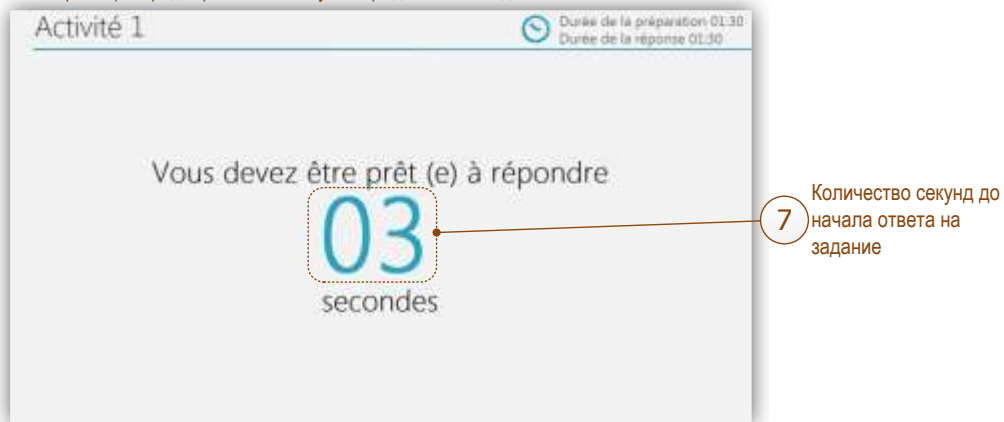 Activité 1
Durée de la préparation 01:30
Durée de la réponse 01:30
Vous devez être prêt (e) à répondre
03
secondes
7
Количество секунд до
начала ответа на
задание